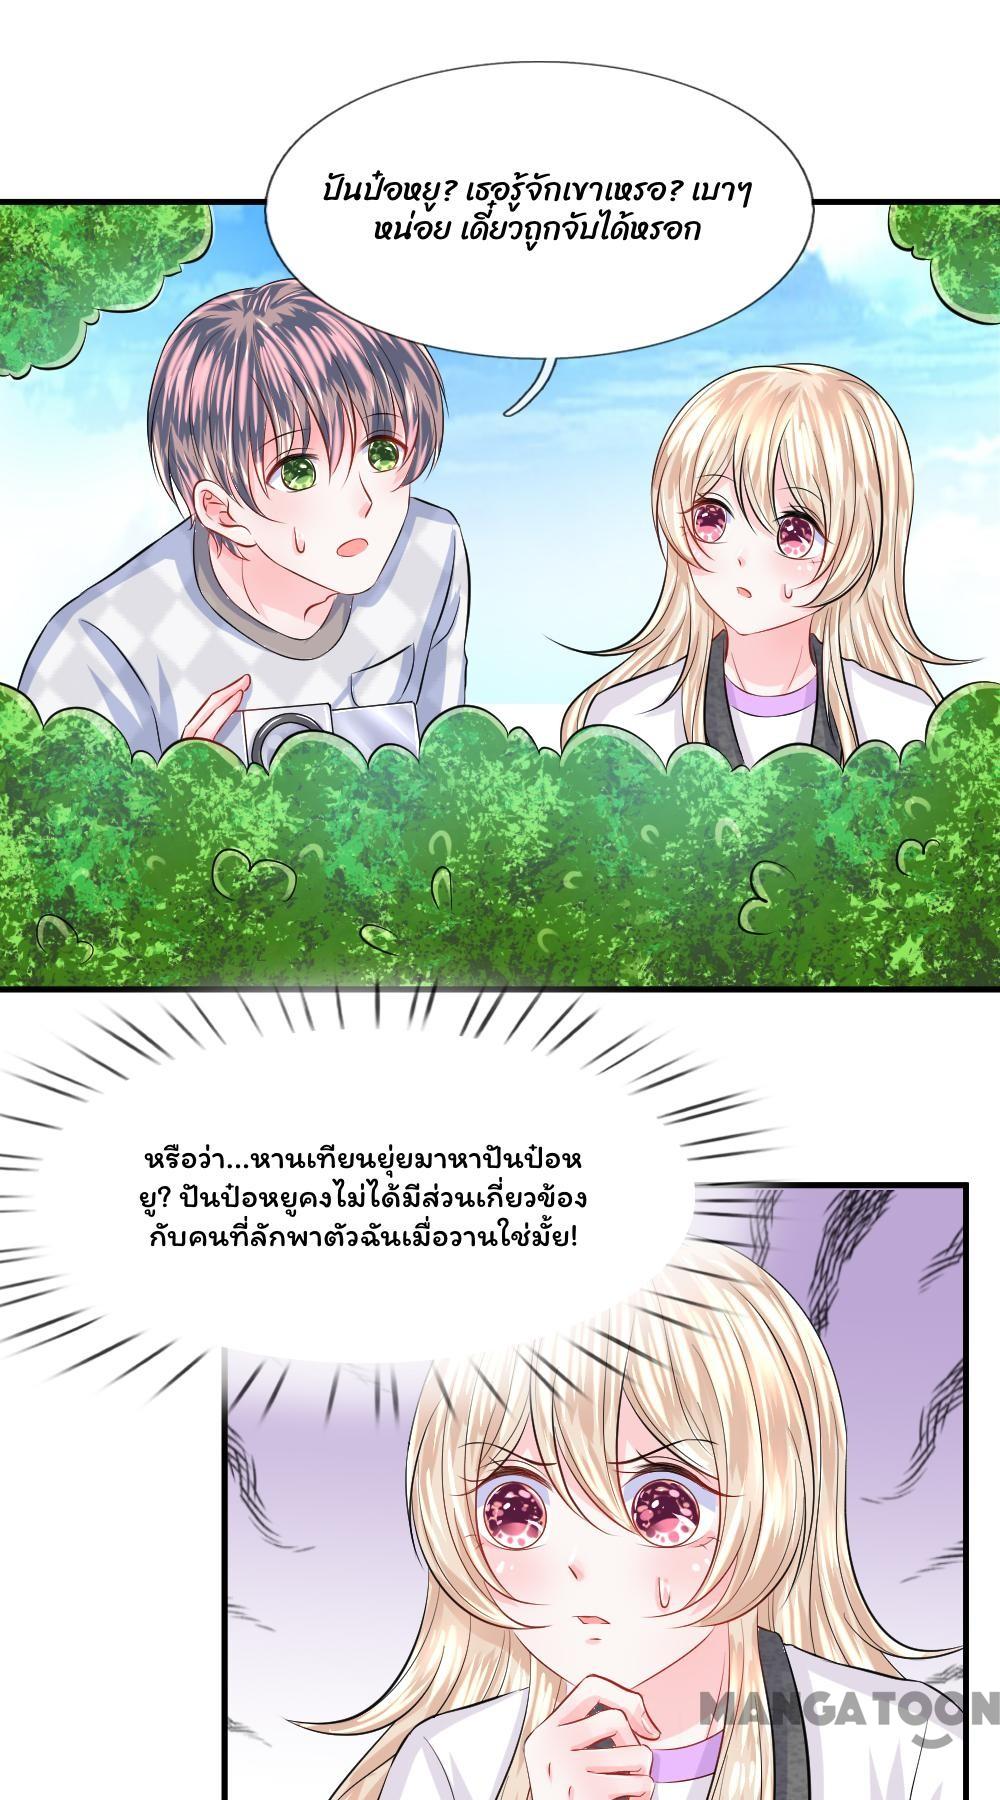 ปันป๋อหยู? เธอรู้จักเขาเหรอ? เบาๆ
หน่อย เดี๋ยวถูกจับได้หรอก
หรือว่า...หานเทียนยุ่ยมาหาปันป๋อห
ยู? ปันป๋อหยูคงไม่ได้มีส่วนเกี่ยวข้อง
กับคนที่ลักพาตัวฉันเมื่อวานใช่มั้ย!
MANGATOON